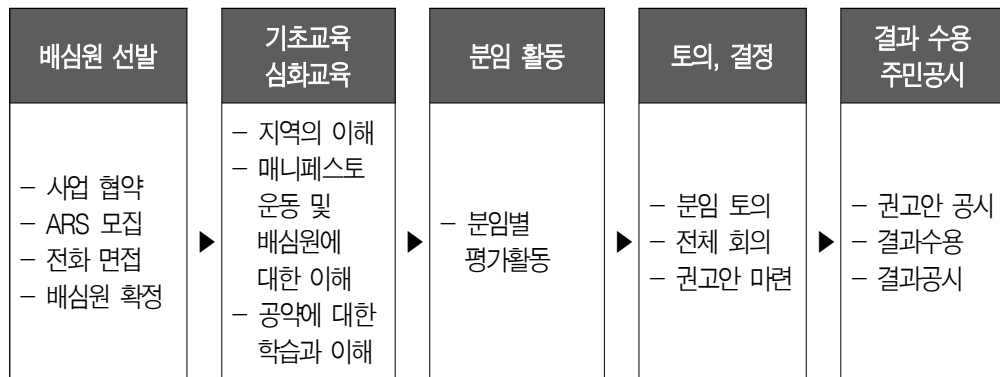 배심원 선발
– 사업 협약
– ARS 모집
– 전화 면접
– 배심원 확정
▶
기초교육
심화교육
– 지역의 이해
– 매니페스토
운동 및
배심원에
대한 이해
– 공약에 대한
학습과 이해
▶
분임 활동
– 분임별
평가활동
▶
토의, 결정
– 분임 토의
– 전체 회의
– 권고안 마련
▶
결과 수용
주민공시
– 권고안 공시
– 결과수용
– 결과공시